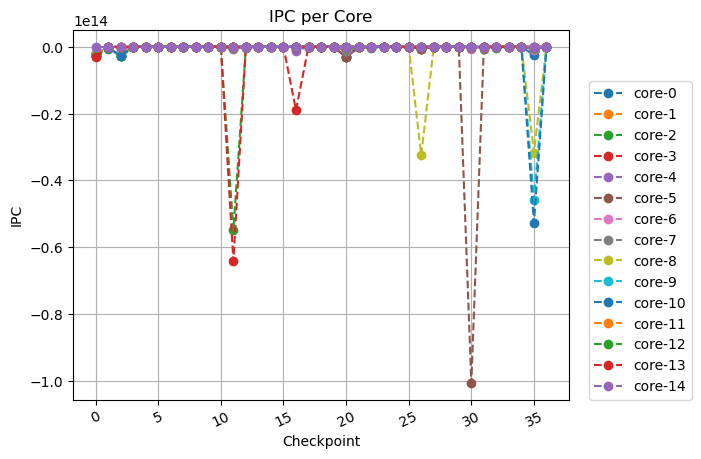 IPC per Core
1e14
0.0
−0.2
−0.4
−0.6
−0.8
−1.0
IPC
0
5
10
15
20
25
30
35
Checkpoint
core-0
core-1
core-2
core-3
core-4
core-5
core-6
core-7
core-8
core-9
core-10
core-11
core-12
core-13
core-14